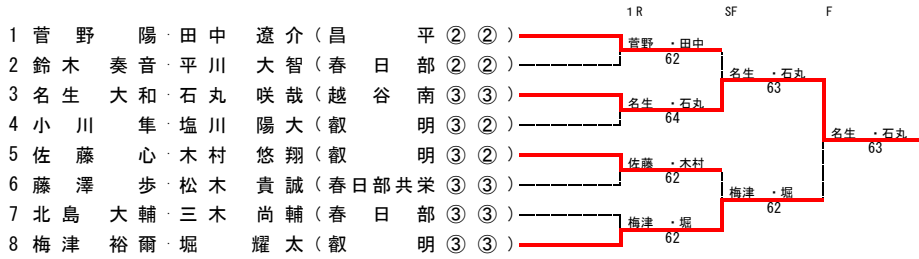 1R SF F
1 菅野 陽・田中 遼介(昌平②②)
菅野・田中
62
2 鈴木 奏音・平川 大智(春日部②②)
名生・石丸
63
3 名生 大和・石丸 咲哉(越谷南③③)
名生・石丸
64
4 小川 隼・塩川 陽大(叡明③②)
名生・石丸
63
5 佐藤 心・木村 悠翔(叡明③②)
佐藤・木村
62
6 藤澤 歩・松木 貴誠(春日部共栄③③)
梅津・堀
62
7 北島 大輔・三木 尚輔(春日部③③)
梅津・堀
62
8 梅津 裕爾・堀 耀太(叡明③③)